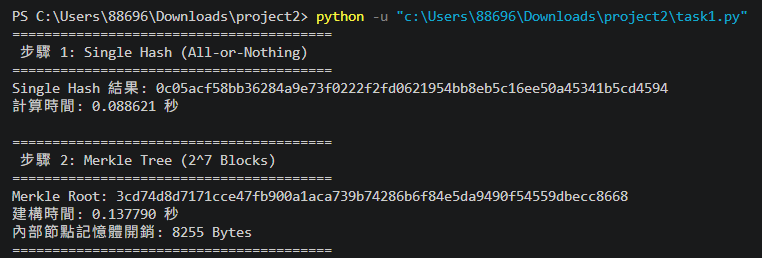 PS C:\Users\88696\Downloads\project2> python -u "c:\Users\88696\Downloads\project2\task1.py"
========================================
 步驟 1: Single Hash (All-or-Nothing)
========================================
Single Hash 結果: 0c05acf58bb36284a9e73f0222f2fd0621954bb8eb5c16ee50a45341b5cd4594
計算時間: 0.088621 秒
========================================
 步驟 2: Merkle Tree (2^7 Blocks)
========================================
Merkle Root: 3cd74d8d7171cce47fb900a1aca739b74286b6f84e5da9490f54559dbecc8668
建構時間: 0.137790 秒
內部節點記憶體開銷: 8255 Bytes
========================================